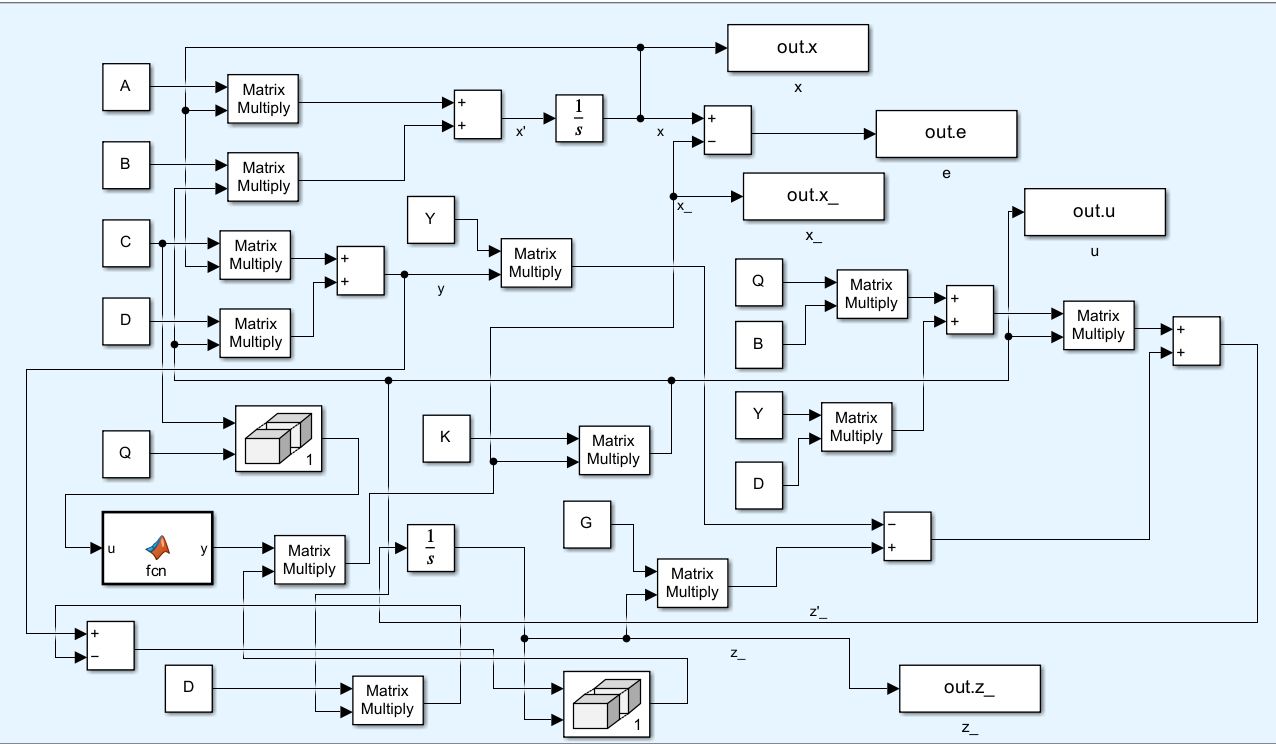 out.x
x
A
Matrix
Multiply
+
+
x'
1
s
x
+
−
out.e
e
B
Matrix
Multiply
x_
out.x_
x_
out.u
u
Y
C
Matrix
Multiply
+
+
y
Matrix
Multiply
Q
Matrix
Multiply
+
+
B
D
Matrix
Multiply
Matrix
Multiply
+
+
Y
Matrix
Multiply
D
Q
1
K
Matrix
Multiply
G
−
+
u
y
fcn
Matrix
Multiply
1
s
Matrix
Multiply
z'_
+
−
z_
D
Matrix
Multiply
1
out.z_
z_